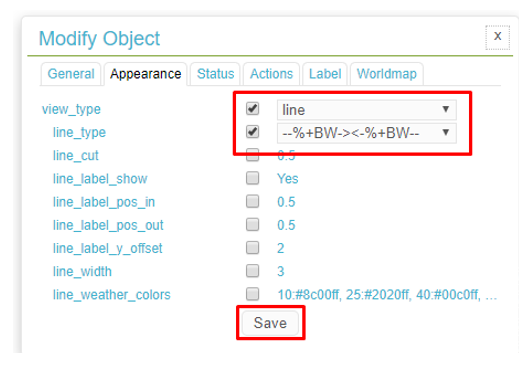 Modify Object
x
General Appearance Status Actions Label Worldmap
view_type line
line_type --%+BW-><-%+BW--
line_cut 0.5
line_label_show Yes
line_label_pos_in 0.5
line_label_pos_out 0.5
line_label_y_offset 2
line_width 3
line_weather_colors 10:#8c00ff, 25:#2020ff, 40:#00c0ff, ...
Save